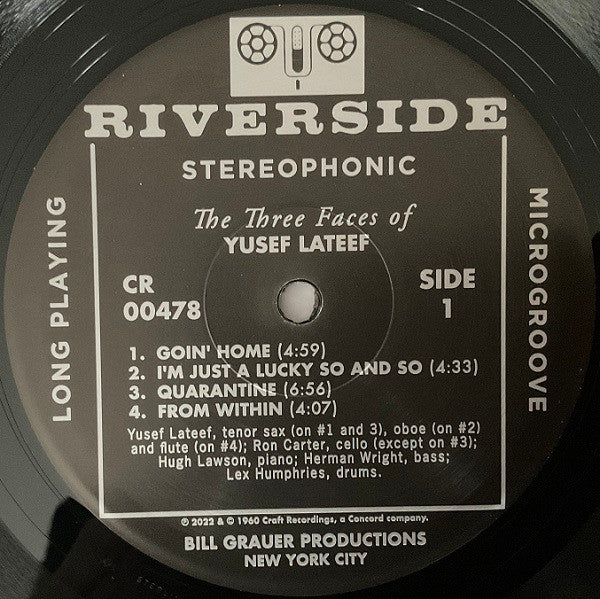 RIVERSIDE
STEREOPHONIC
LONG PLAYING
MICROGROOVE
The Three Faces of
YUSEF LATEEF
CR
00478
SIDE
1
1. GOIN' HOME (4:59)
2. I'M JUST A LUCKY SO AND SO (4:33)
3. QUARANTINE (6:56)
4. FROM WITHIN (4:07)
Yusef Lateef, tenor sax (on #1 and 3), oboe (on #2)
and flute (on #4); Ron Carter, cello (except on #3);
Hugh Lawson, piano; Herman Wright, bass;
Lex Humphries, drums.
℗ 2022 & © 1960 Craft Recordings, a Concord company.
BILL GRAUER PRODUCTIONS
NEW YORK CITY